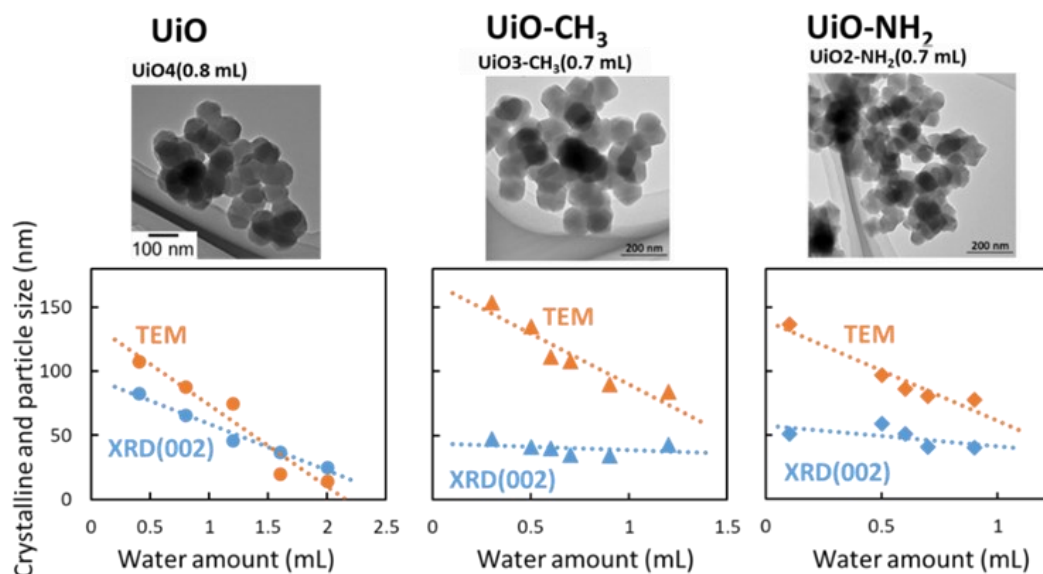 UiO
UiO4(0.8 mL)
100 nm
UiO-CH₃
UiO3-CH₃(0.7 mL)
200 nm
UiO-NH₂
UiO2-NH₂(0.7 mL)
200 nm
Crystalline and particle size (nm)
150
100
50
0
TEM
XRD(002)
0 0.5 1 1.5 2 2.5
Water amount (mL)
TEM
XRD(002)
0 0.5 1 1.5
Water amount (mL)
TEM
XRD(002)
0 0.5 1
Water amount (mL)